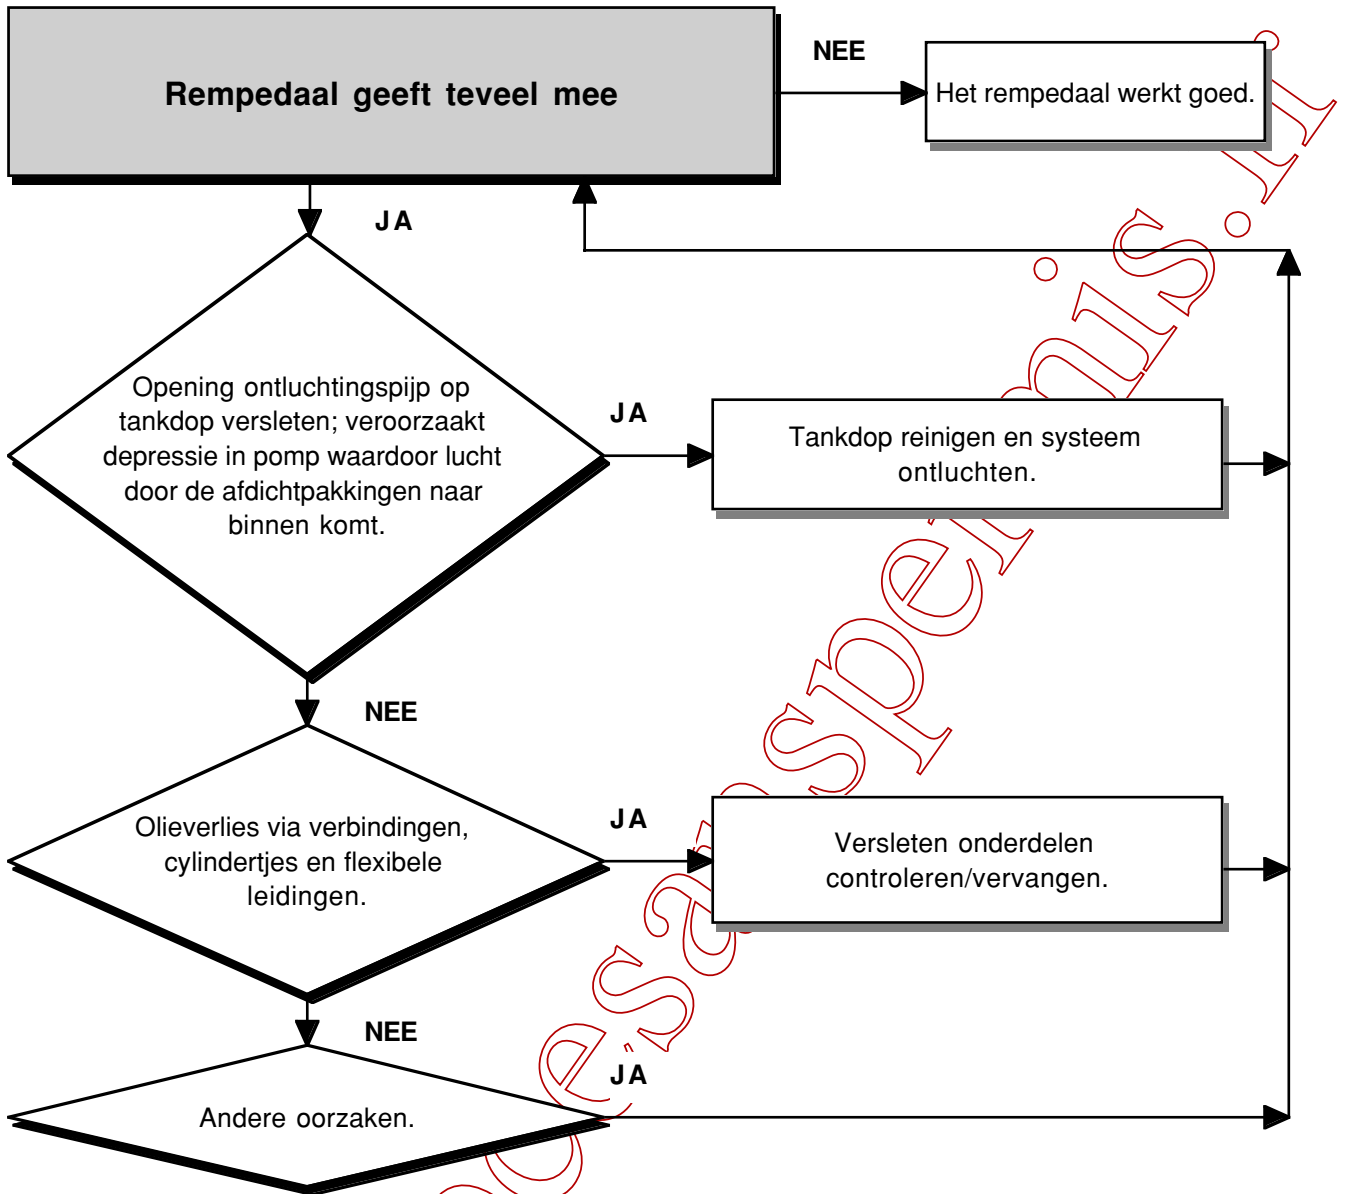 Rempedaal geeft teveel mee
NEE
Het rempedaal werkt goed.
JA
Opening ontluchtingspijp op
tankdop versleten; veroorzaakt
depressie in pomp waardoor lucht
door de afdichtpakkingen naar
binnen komt.
JA
Tankdop reinigen en systeem
ontluchten.
NEE
Olieverlies via verbindingen,
cylindertjes en flexibele
leidingen.
JA
Versleten onderdelen
controleren/vervangen.
NEE
Andere oorzaken.
JA